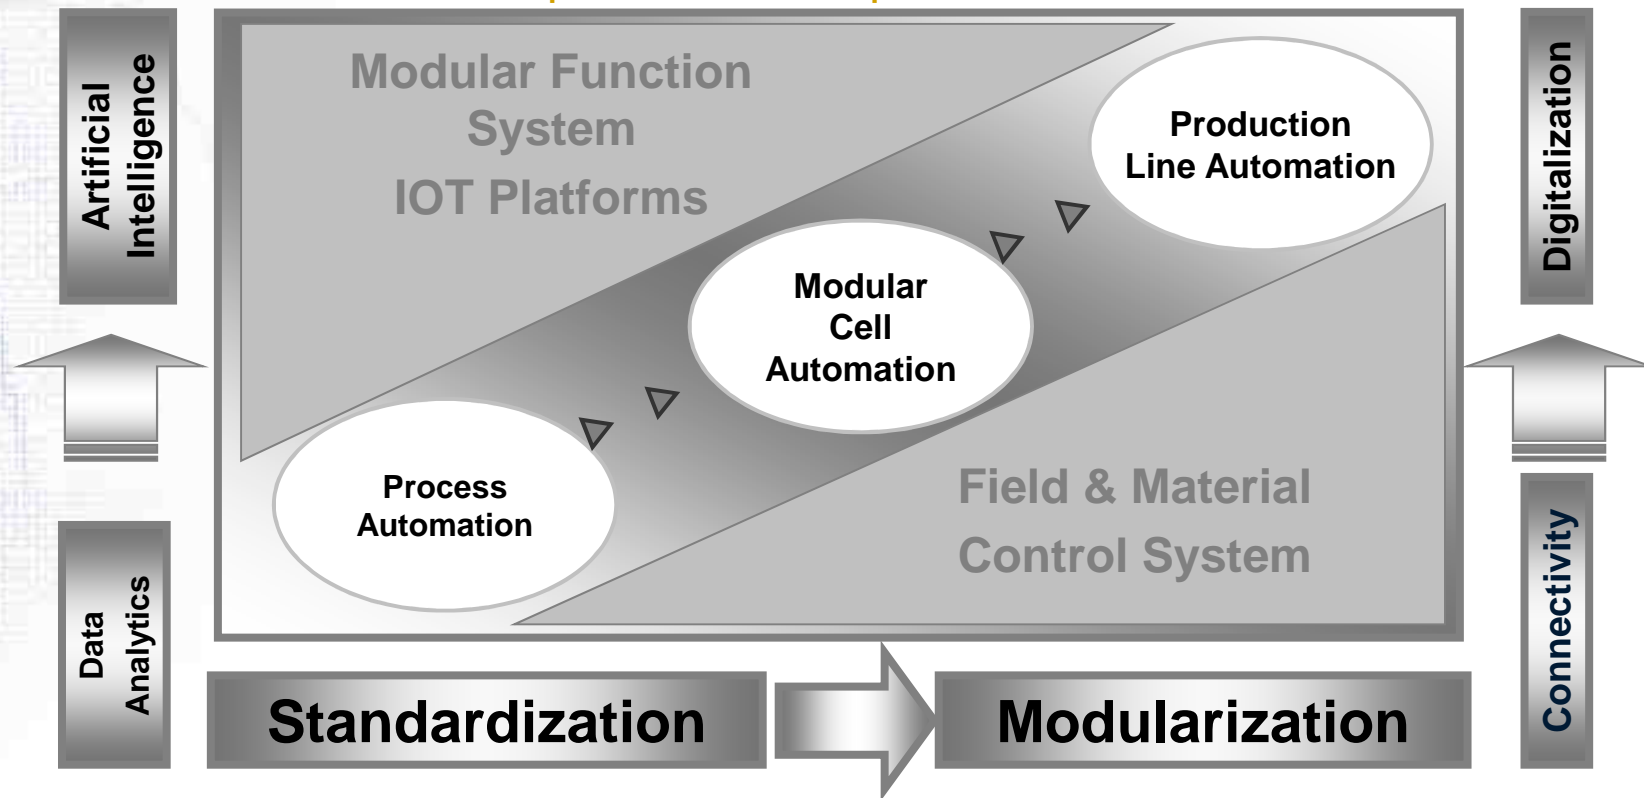 Artificial
Intelligence
Data
Analytics
Modular Function
System
IOT Platforms
Production
Line Automation
Modular
Cell
Automation
Process
Automation
Field & Material
Control System
Digitalization
Connectivity
Standardization
Modularization